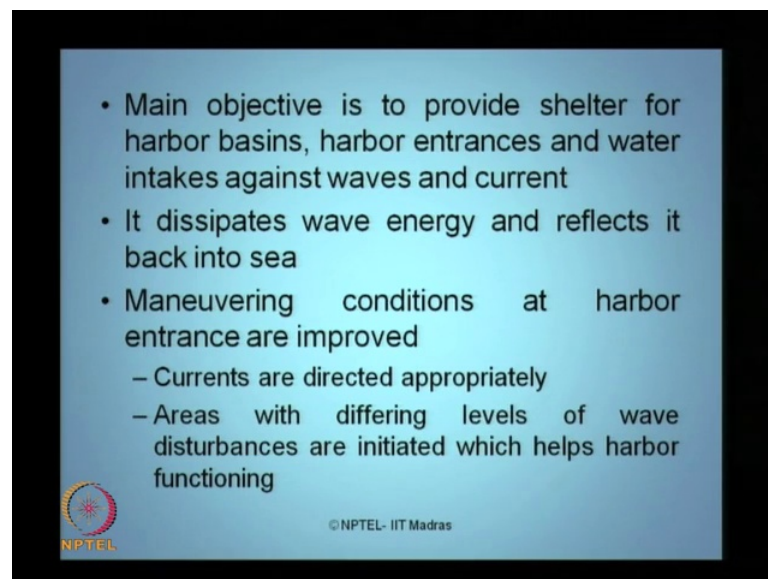 • Main objective is to provide shelter for
harbor basins, harbor entrances and water
intakes against waves and current
• It dissipates wave energy and reflects it
back into sea
• Maneuvering conditions at harbor
entrance are improved
– Currents are directed appropriately
– Areas with differing levels of wave
disturbances are initiated which helps harbor
functioning
NPTEL
©NPTEL- IIT Madras